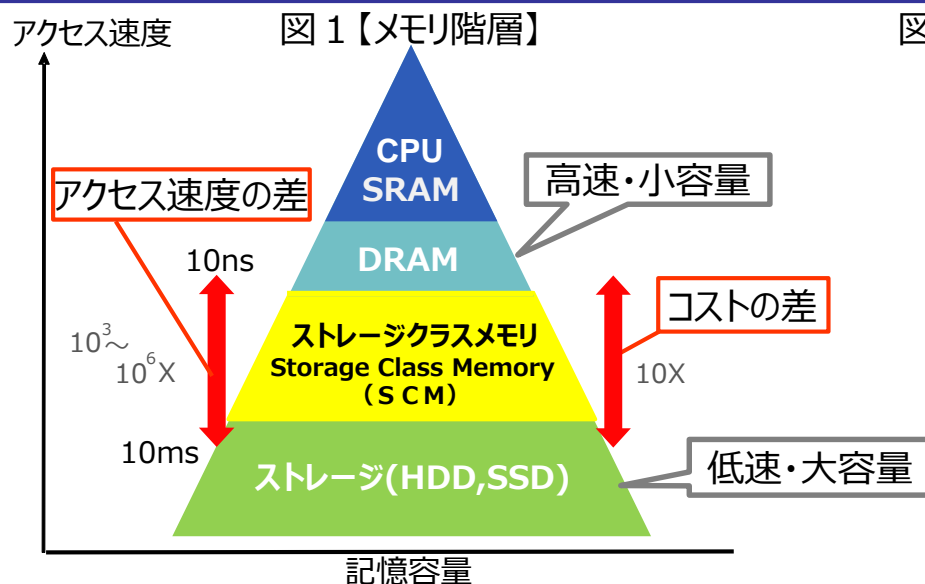 アクセス速度
図1【メモリ階層】
図
CPU
SRAM
アクセス速度の差
高速・小容量
10ns
DRAM
コストの差
10³～
10⁶X
ストレージクラスメモリ
Storage Class Memory
(ＳＣＭ)
10X
10ms
ストレージ(HDD,SSD)
低速・大容量
記憶容量